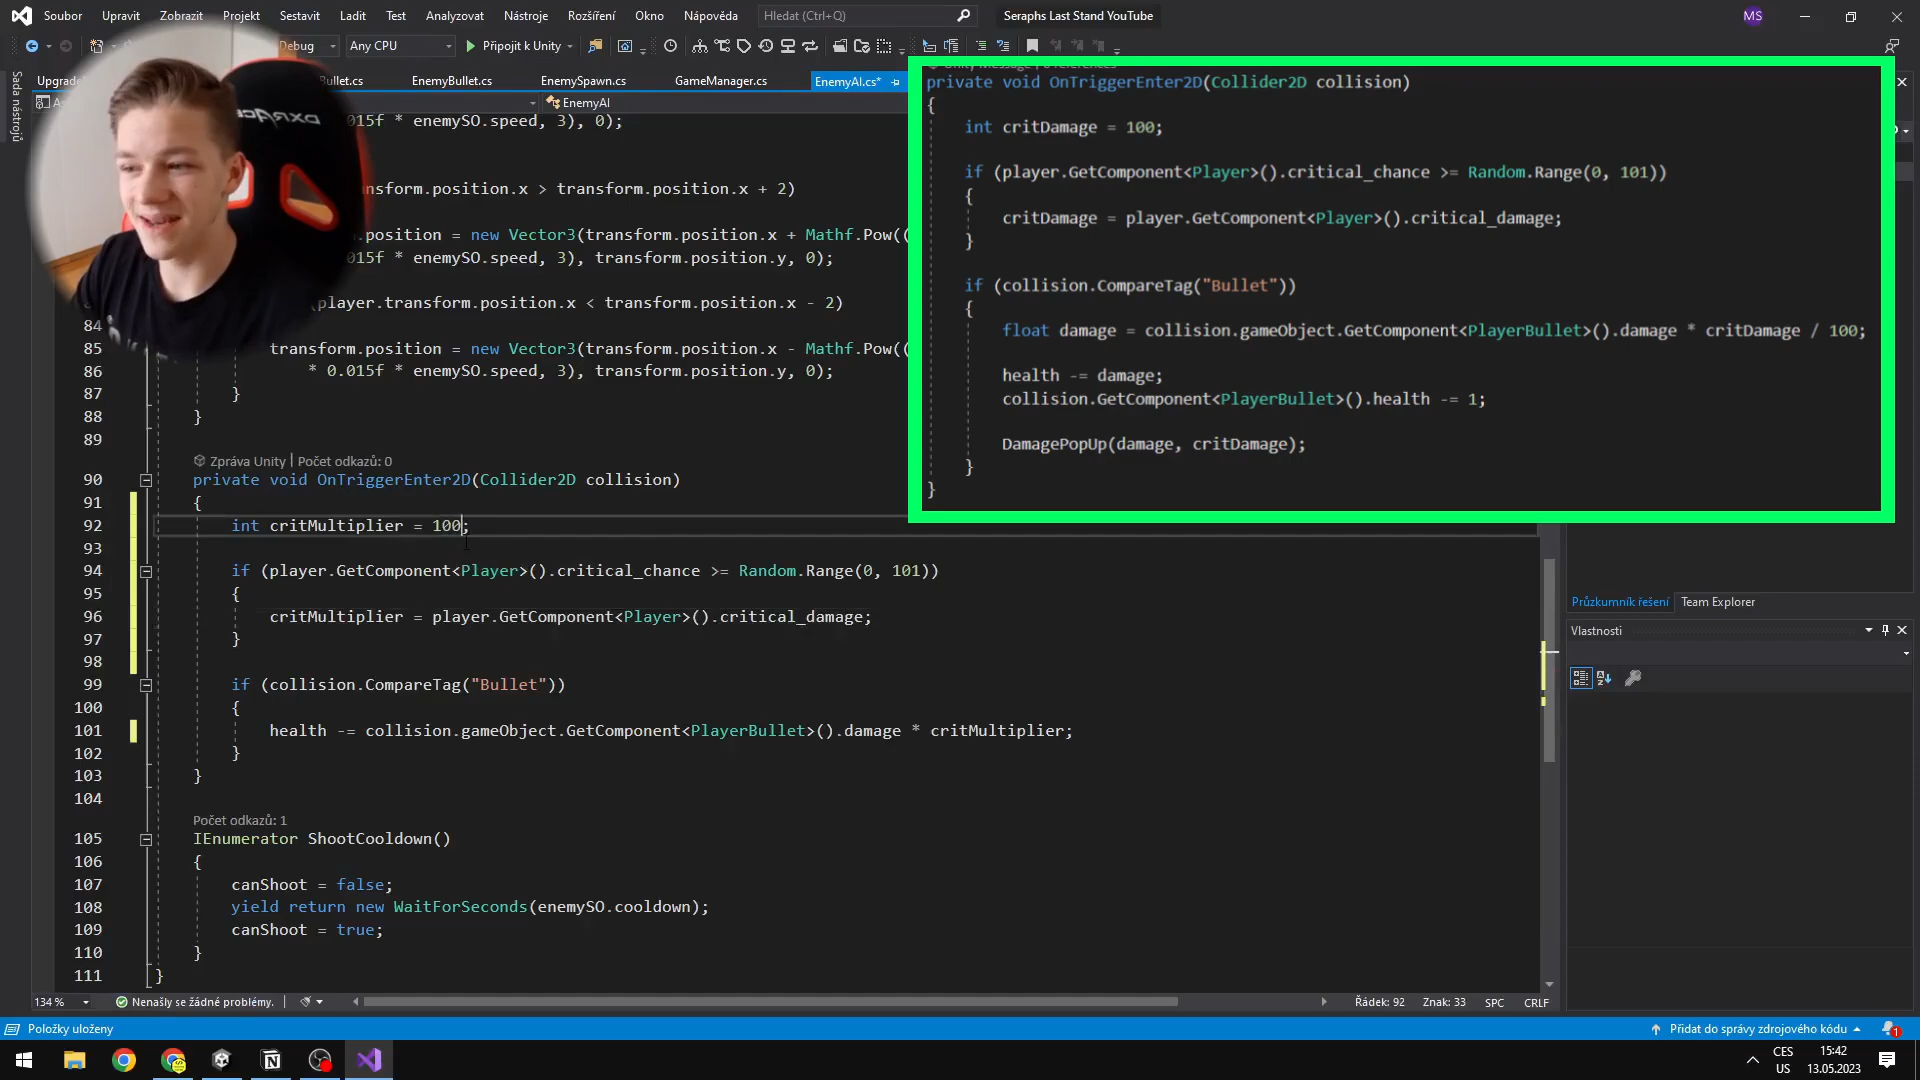 Soubor Upravit Zobrazit Projekt Sestavit Ladit Test Analyzovat Nástroje Rozšíření Okno Nápověda Hledat (Ctrl+Q) Seraphs Last Stand YouTube MS
Debug Any CPU Připojit k Unity
Sada nástrojů
EnemyBullet.cs EnemySpawn.cs GameManager.cs EnemyAI.cs*
EnemyAI
015f * enemySO.speed, 3), 0);
transform.position.x > transform.position.x + 2)
.position = new Vector3(transform.position.x + Mathf.Pow((
015f * enemySO.speed, 3), transform.position.y, 0);
(player.transform.position.x < transform.position.x - 2)
84
85 transform.position = new Vector3(transform.position.x - Mathf.Pow((
86 * 0.015f * enemySO.speed, 3), transform.position.y, 0);
87 }
88 }
89
Zpráva Unity | Počet odkazů: 0
90 private void OnTriggerEnter2D(Collider2D collision)
91 {
92 int critMultiplier = 100;
93
94 if (player.GetComponent<Player>().critical_chance >= Random.Range(0, 101))
95 {
96 critMultiplier = player.GetComponent<Player>().critical_damage;
97 }
98
99 if (collision.CompareTag("Bullet"))
100 {
101 health -= collision.gameObject.GetComponent<PlayerBullet>().damage * critMultiplier;
102 }
103 }
104
Počet odkazů: 1
105 IEnumerator ShootCooldown()
106 {
107 canShoot = false;
108 yield return new WaitForSeconds(enemySO.cooldown);
109 canShoot = true;
110 }
111 }
private void OnTriggerEnter2D(Collider2D collision)
{
int critDamage = 100;
if (player.GetComponent<Player>().critical_chance >= Random.Range(0, 101))
{
critDamage = player.GetComponent<Player>().critical_damage;
}
if (collision.CompareTag("Bullet"))
{
float damage = collision.gameObject.GetComponent<PlayerBullet>().damage * critDamage / 100;
health -= damage;
collision.GetComponent<PlayerBullet>().health -= 1;
DamagePopUp(damage, critDamage);
}
}
Průzkumník řešení Team Explorer
Vlastnosti
134 % Nenašly se žádné problémy. Řádek: 92 Znak: 33 SPC CRLF
Položky uloženy Přidat do správy zdrojového kódu 1
CES
US
15:42
13.05.2023